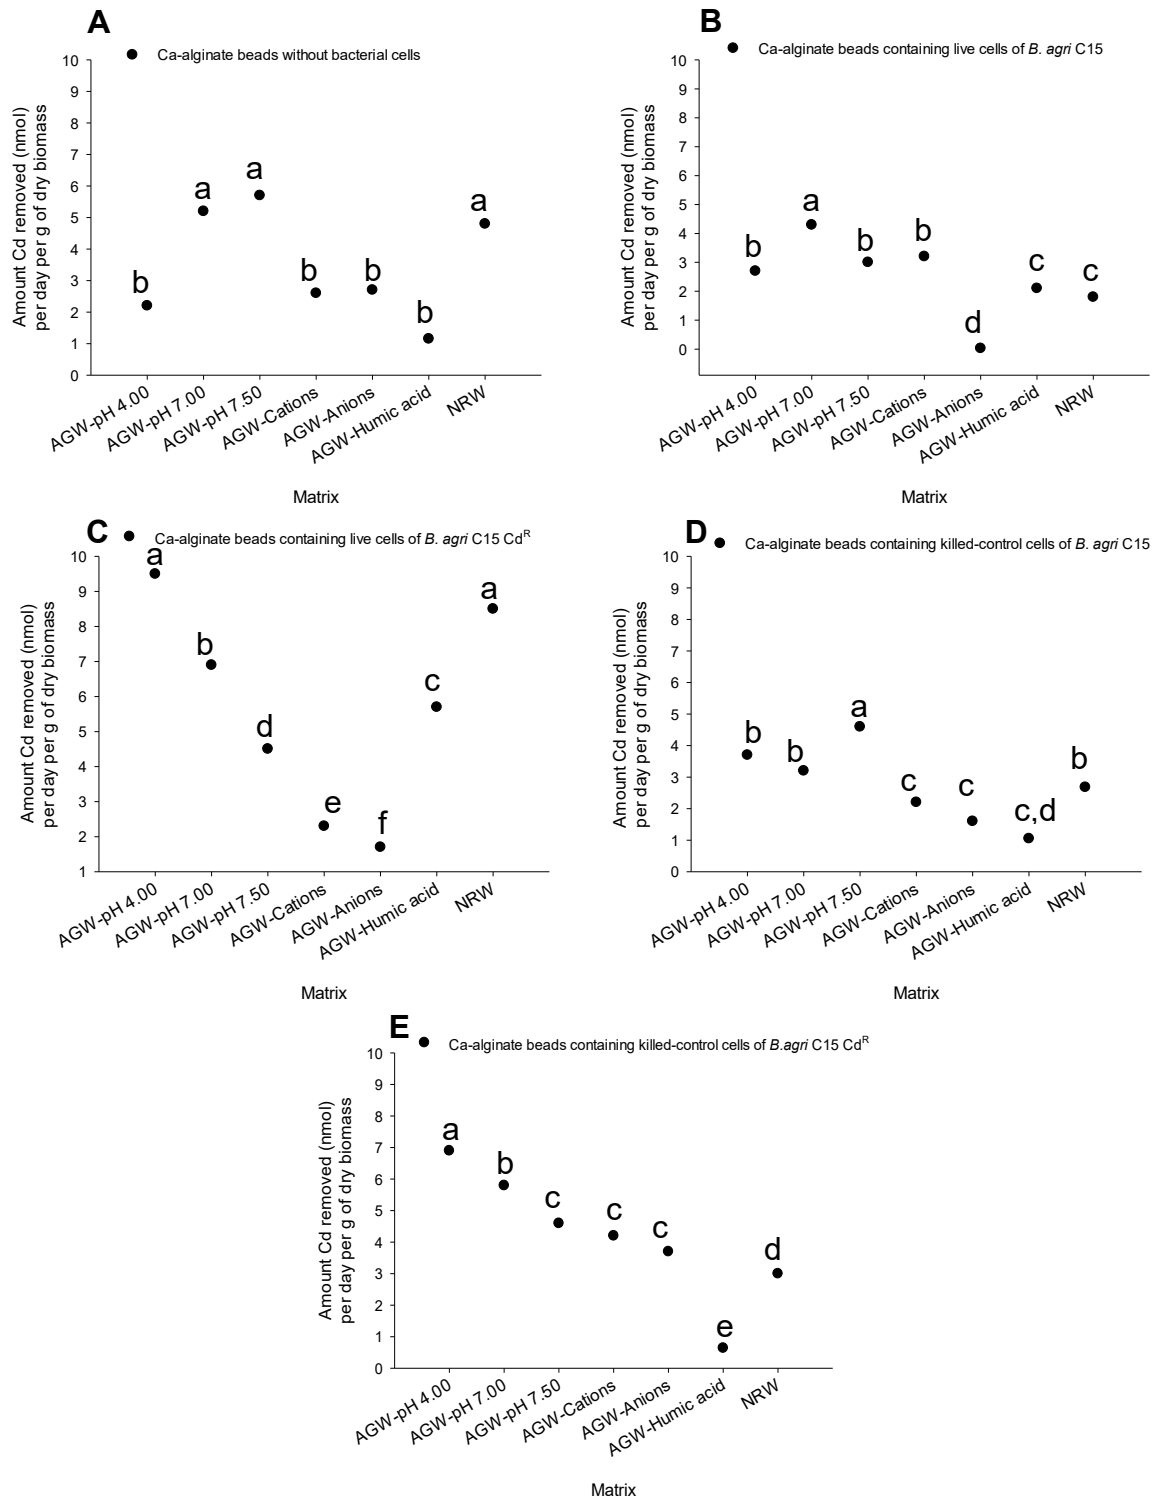 A
Ca-alginate beads without bacterial cells
Amount Cd removed (nmol)
per day per g of dry biomass
10
9
8
7
6
5
4
3
2
1
0
b
a
a
b
b
b
a
AGW-pH 4.00
AGW-pH 7.00
AGW-pH 7.50
AGW-Cations
AGW-Anions
AGW-Humic acid
NRW
Matrix
B
Ca-alginate beads containing live cells of B. agri C15
Amount Cd removed (nmol)
per day per g of dry biomass
10
9
8
7
6
5
4
3
2
1
0
b
a
b
b
d
c
c
AGW-pH 4.00
AGW-pH 7.00
AGW-pH 7.50
AGW-Cations
AGW-Anions
AGW-Humic acid
NRW
Matrix
C
Ca-alginate beads containing live cells of B. agri C15 CdR
Amount Cd removed (nmol)
per day per g of dry biomass
10
9
8
7
6
5
4
3
2
1
a
b
d
e
f
c
a
AGW-pH 4.00
AGW-pH 7.00
AGW-pH 7.50
AGW-Cations
AGW-Anions
AGW-Humic acid
NRW
Matrix
D
Ca-alginate beads containing killed-control cells of B. agri C15
Amount Cd removed (nmol)
per day per g of dry biomass
10
9
8
7
6
5
4
3
2
1
0
b
b
a
c
c
c,d
b
AGW-pH 4.00
AGW-pH 7.00
AGW-pH 7.50
AGW-Cations
AGW-Anions
AGW-Humic acid
NRW
Matrix
E
Ca-alginate beads containing killed-control cells of B.agri C15 CdR
Amount Cd removed (nmol)
per day per g of dry biomass
10
9
8
7
6
5
4
3
2
1
0
a
b
c
c
c
e
d
AGW-pH 4.00
AGW-pH 7.00
AGW-pH 7.50
AGW-Cations
AGW-Anions
AGW-Humic acid
NRW
Matrix